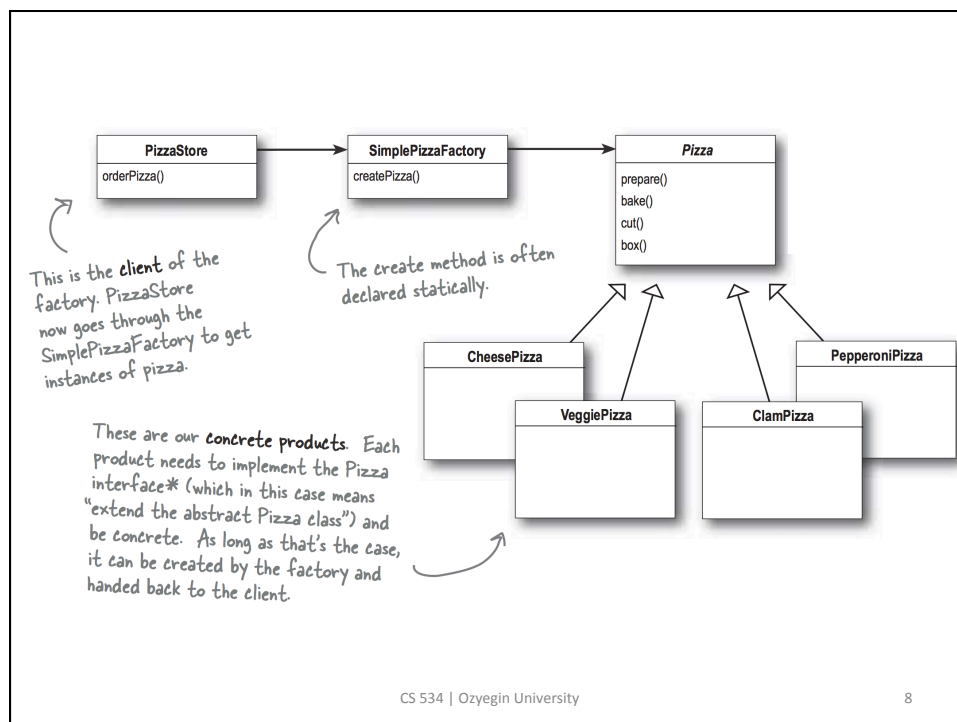 PizzaStore
orderPizza()
SimplePizzaFactory
createPizza()
Pizza
prepare()
bake()
cut()
box()
This is the client of the
factory. PizzaStore
now goes through the
SimplePizzaFactory to get
instances of pizza.
The create method is often
declared statically.
CheesePizza
VeggiePizza
ClamPizza
PepperoniPizza
These are our concrete products. Each
product needs to implement the Pizza
interface* (which in this case means
“extend the abstract Pizza class”) and
be concrete. As long as that's the case,
it can be created by the factory and
handed back to the client.
CS 534 | Ozyegin University
8